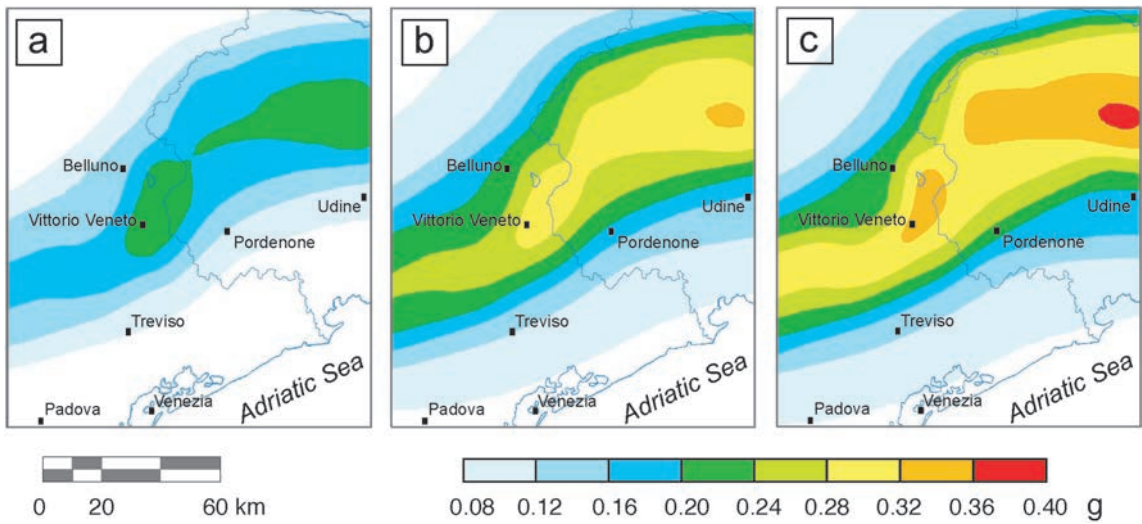 a
Belluno
Vittorio Veneto
Udine
Pordenone
Treviso
Venezia
Padova
Adriatic Sea
b
Belluno
Vittorio Veneto
Udine
Pordenone
Treviso
Venezia
Padova
Adriatic Sea
c
Belluno
Vittorio Veneto
Udine
Pordenone
Treviso
Venezia
Padova
Adriatic Sea
0 20 60 km
0.08 0.12 0.16 0.20 0.24 0.28 0.32 0.36 0.40 g